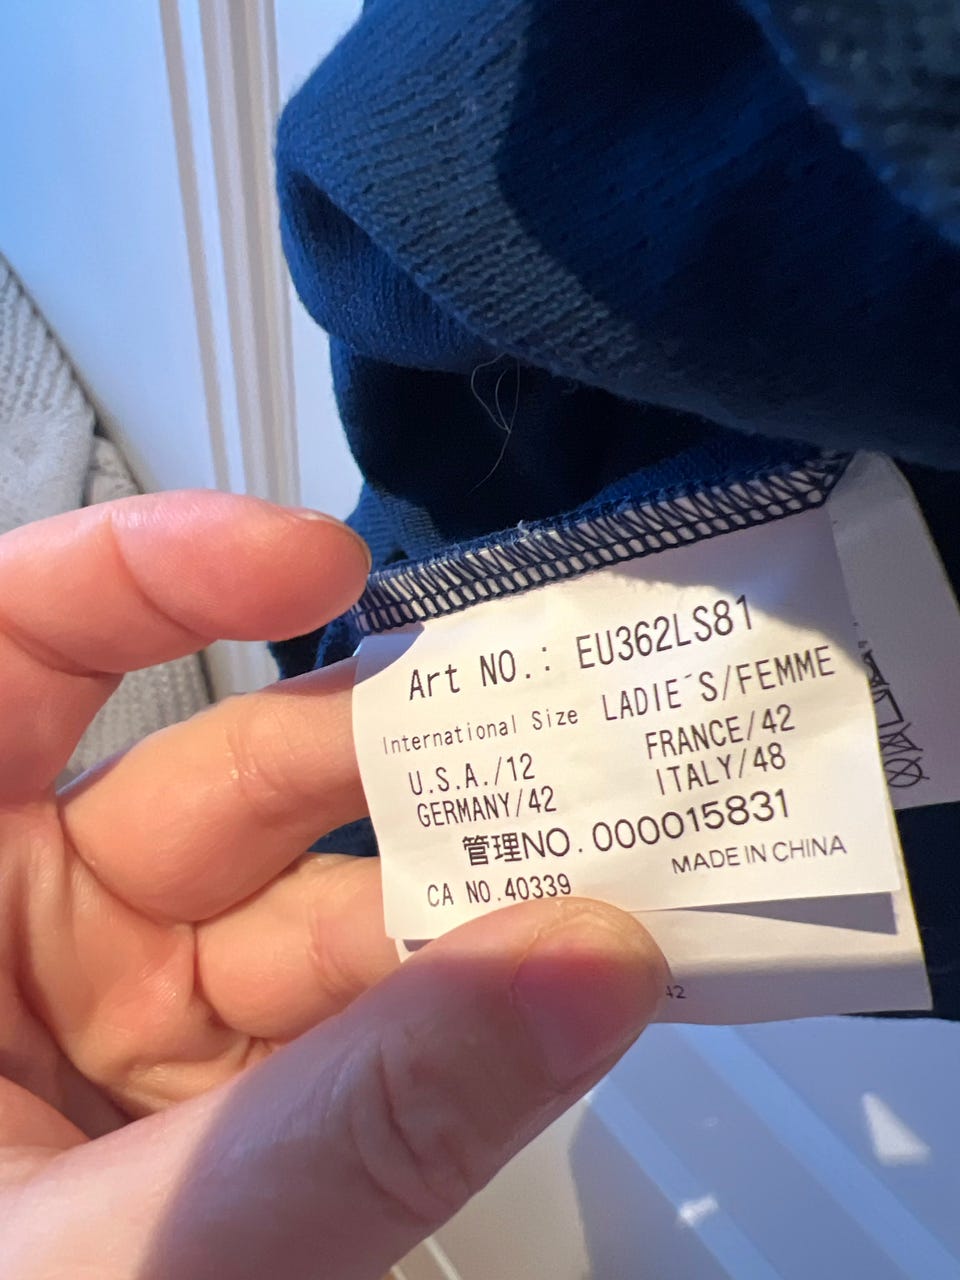 Art NO.: EU362LS81
International Size LADIE´S/FEMME
U.S.A./12 FRANCE/42
GERMANY/42 ITALY/48
管理NO.000015831
CA NO.40339 MADE IN CHINA
42